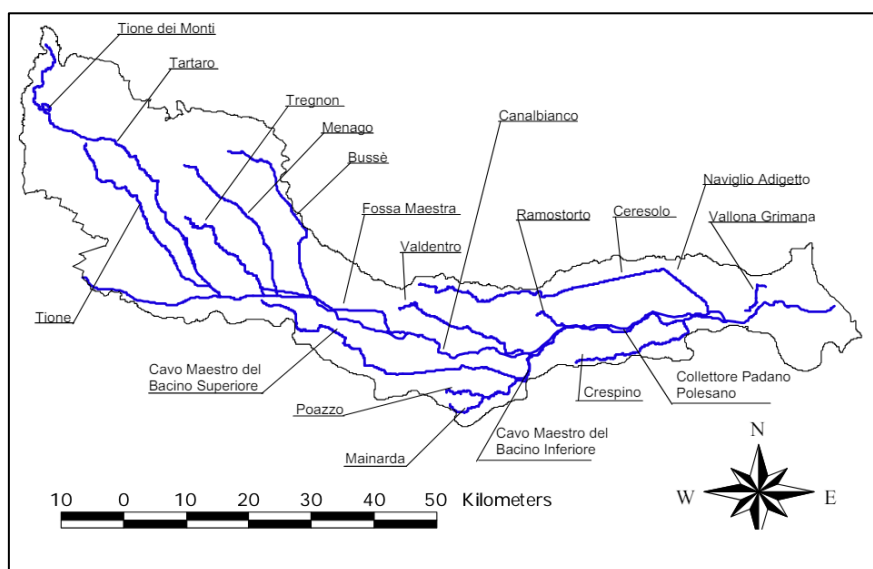 Tione dei Monti
Tartaro
Tregnon
Menago
Canalbianco
Bussè
Naviglio Adigetto
Fossa Maestra
Ramostorto
Ceresolo
Vallona Grimana
Valdentro
Tione
Cavo Maestro del
Bacino Superiore
Poazzo
Mainarda
Cavo Maestro del
Bacino Inferiore
Crespino
Collettore Padano
Polesano
N
W
E
S
10 0 10 20 30 40 50 Kilometers